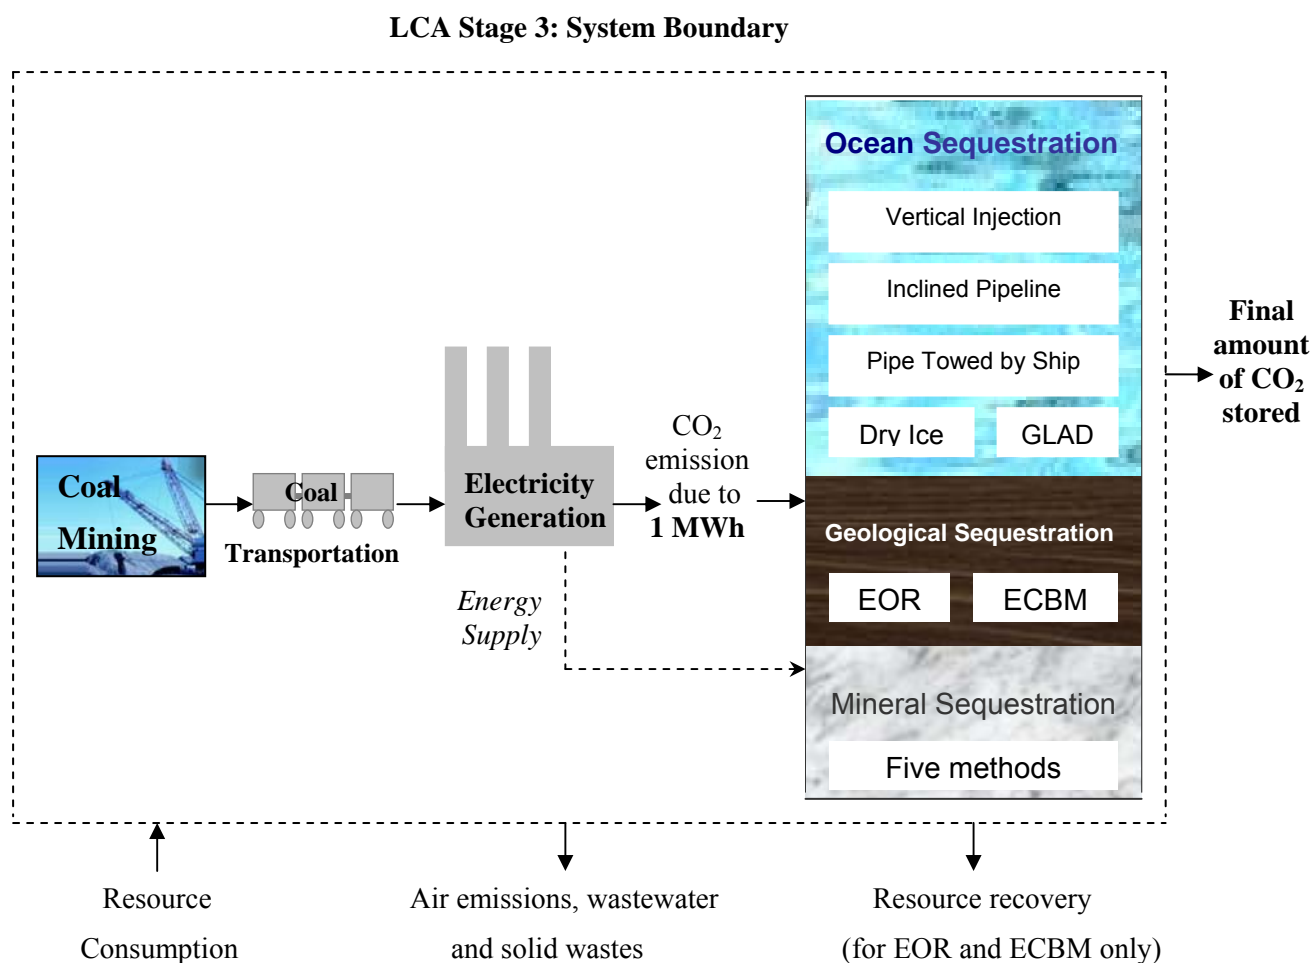 LCA Stage 3: System Boundary
Ocean Sequestration
Vertical Injection
Inclined Pipeline
Pipe Towed by Ship
Dry Ice
GLAD
Final
amount
of CO₂
stored
Coal
Mining
Coal
Transportation
Electricity
Generation
CO₂
emission
due to
1 MWh
Geological Sequestration
EOR
ECBM
Energy
Supply
Mineral Sequestration
Five methods
Resource
Consumption
Air emissions, wastewater
and solid wastes
Resource recovery
(for EOR and ECBM only)